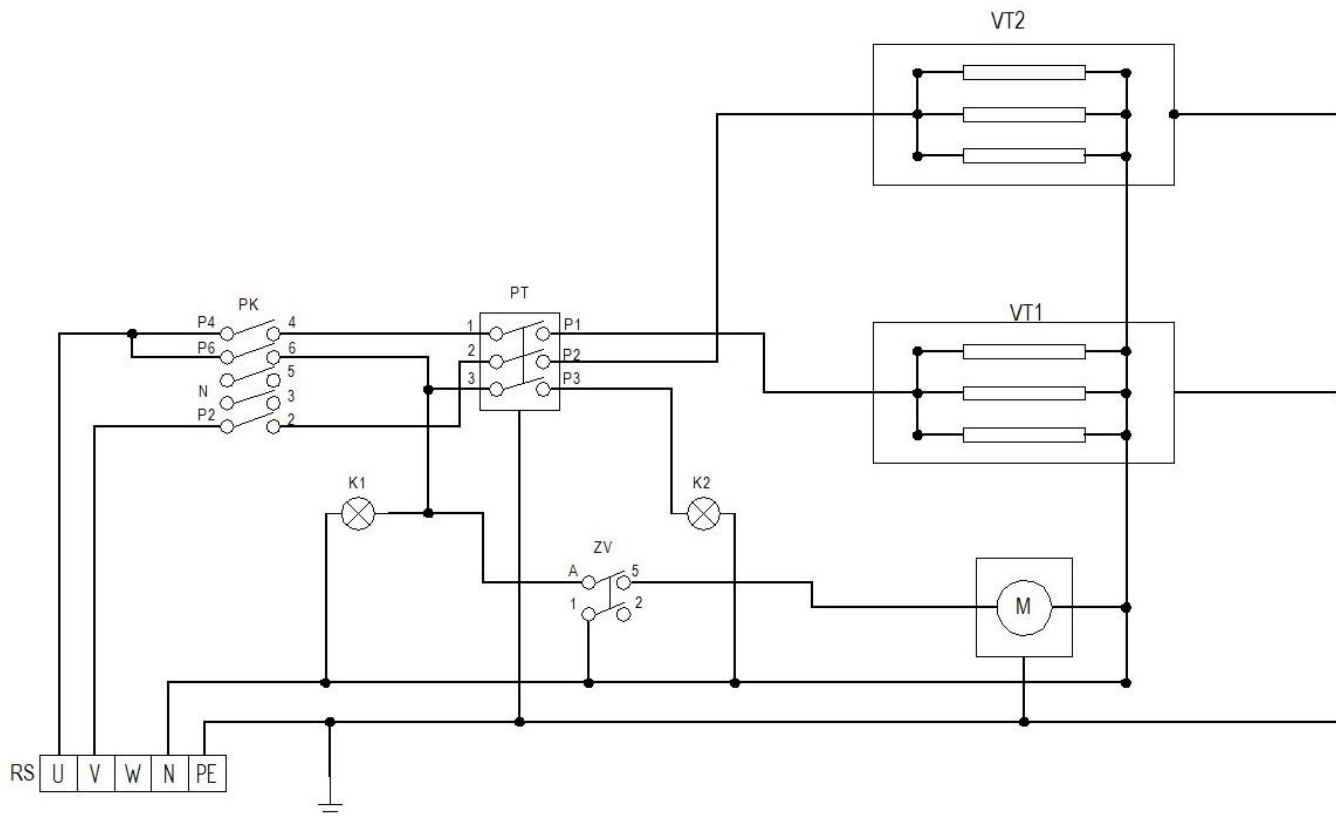 VT2
PK
PT
VT1
P4 4 1 P1
P6 6 2 P2
5
N 3 3 P3
P2 2
K1 K2
ZV
A 5
1 2
M
RS U V W N PE